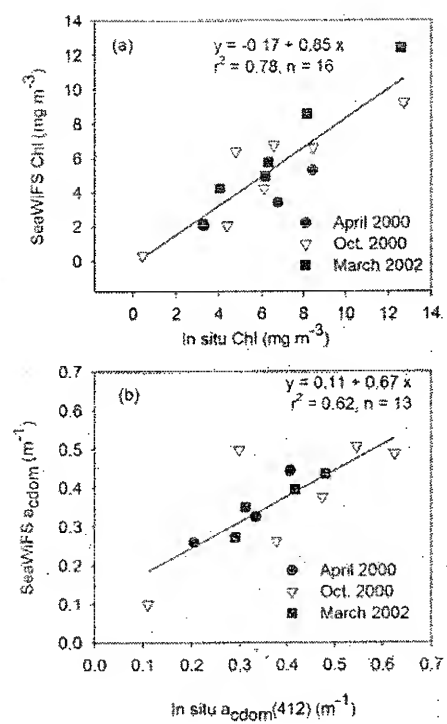 (a)
y = -0.17 + 0.85 x
r² = 0.78, n = 16
SeaWiFS Chl (mg m⁻³)
14
12
10
8
6
4
2
0
April 2000
Oct. 2000
March 2002
0 2 4 6 8 10 12 14
In situ Chl (mg m⁻³)
(b)
y = 0.11 + 0.67 x
r² = 0.62, n = 13
SeaWiFS acdom (m⁻¹)
0.7
0.6
0.5
0.4
0.3
0.2
0.1
0.0
April 2000
Oct. 2000
March 2002
0.0 0.1 0.2 0.3 0.4 0.5 0.6 0.7
In situ acdom(412) (m⁻¹)